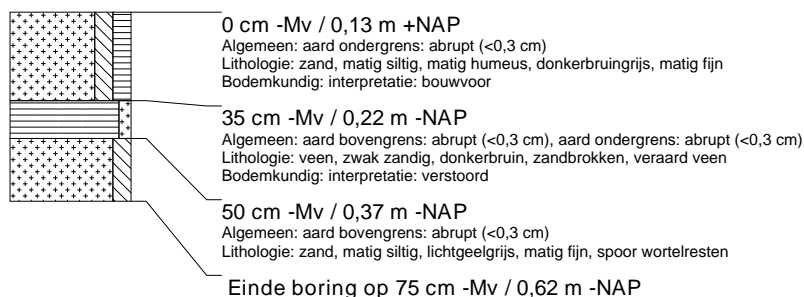 0 cm -Mv / 0,13 m +NAP
Algemeen: aard ondergrens: abrupt (<0,3 cm)
Lithologie: zand, matig siltig, matig humeus, donkerbruingrijs, matig fijn
Bodemkundig: interpretatie: bouwvoor
35 cm -Mv / 0,22 m -NAP
Algemeen: aard bovengrens: abrupt (<0,3 cm), aard ondergrens: abrupt (<0,3 cm)
Lithologie: veen, zwak zandig, donkerbruin, zandbrokken, veraard veen
Bodemkundig: interpretatie: verstoord
50 cm -Mv / 0,37 m -NAP
Algemeen: aard bovengrens: abrupt (<0,3 cm)
Lithologie: zand, matig siltig, lichtgeelgrijs, matig fijn, spoor wortelresten
Einde boring op 75 cm -Mv / 0,62 m -NAP